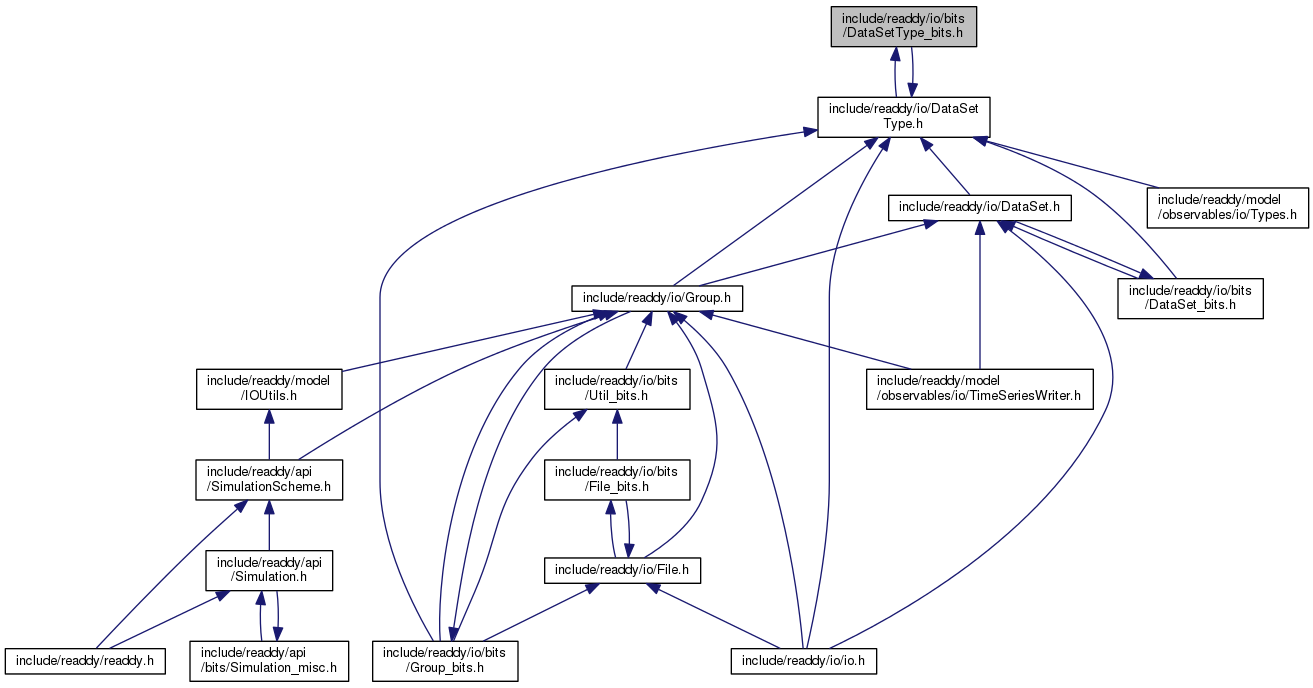 include/readdy/io/bits
/DataSetType_bits.h
include/readdy/io/DataSet
Type.h
include/readdy/io/DataSet.h
include/readdy/model
/observables/io/Types.h
include/readdy/io/Group.h
include/readdy/io/bits
/DataSet_bits.h
include/readdy/model
/IOUtils.h
include/readdy/io/bits
/Util_bits.h
include/readdy/model
/observables/io/TimeSeriesWriter.h
include/readdy/api
/SimulationScheme.h
include/readdy/io/bits
/File_bits.h
include/readdy/api
/Simulation.h
include/readdy/io/File.h
include/readdy/readdy.h
include/readdy/api
/bits/Simulation_misc.h
include/readdy/io/bits
/Group_bits.h
include/readdy/io/io.h